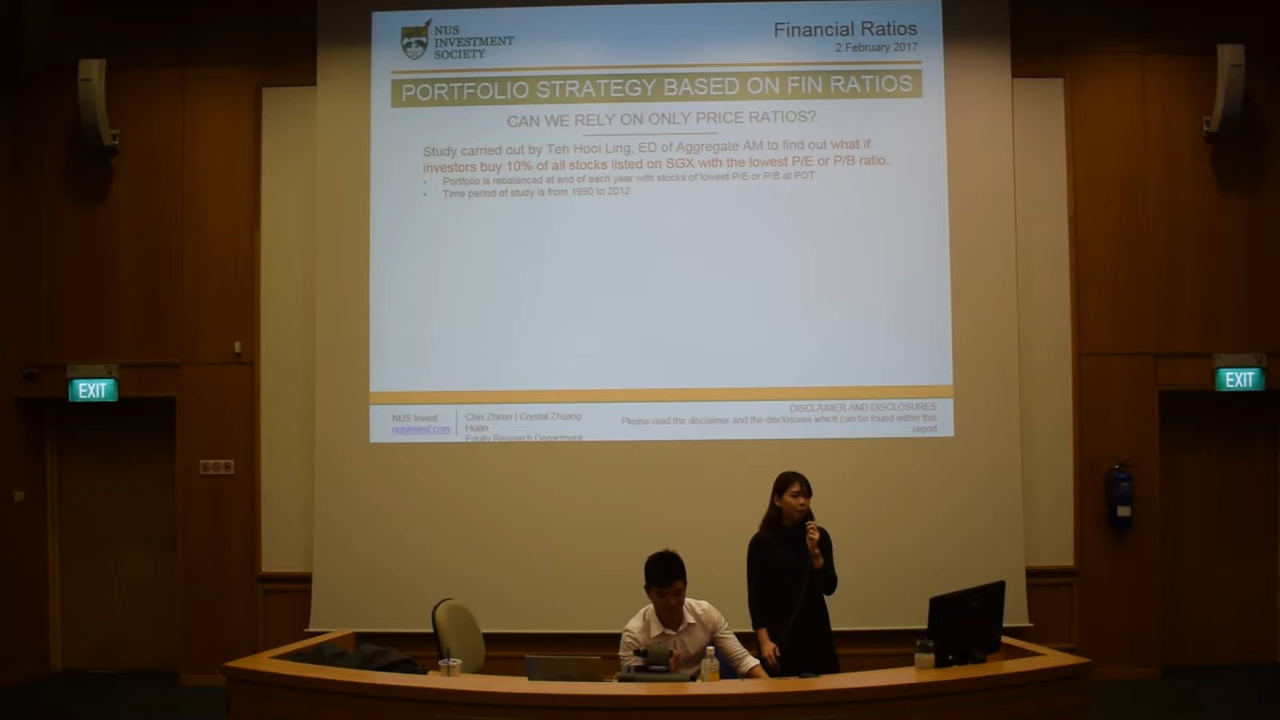 NUS
INVESTMENT
SOCIETY
Financial Ratios
2 February 2017
PORTFOLIO STRATEGY BASED ON FIN RATIOS
CAN WE RELY ON ONLY PRICE RATIOS?
Study carried out by Teh Hooi Ling, ED of Aggregate AM to find out what if
investors buy 10% of all stocks listed on SGX with the lowest P/E or P/B ratio.
- Portfolio is rebalanced at end of each year with stocks of lowest P/E or P/B at POT
- Time period of study is from 1990 to 2012
NUS Invest
nusinvest.com
Chin Zhiren | Crystal Zhuang
Huijin
Equity Research Department
DISCLAIMER AND DISCLOSURES
Please read the disclaimer and the disclosures which can be found within this
report
EXIT
EXIT